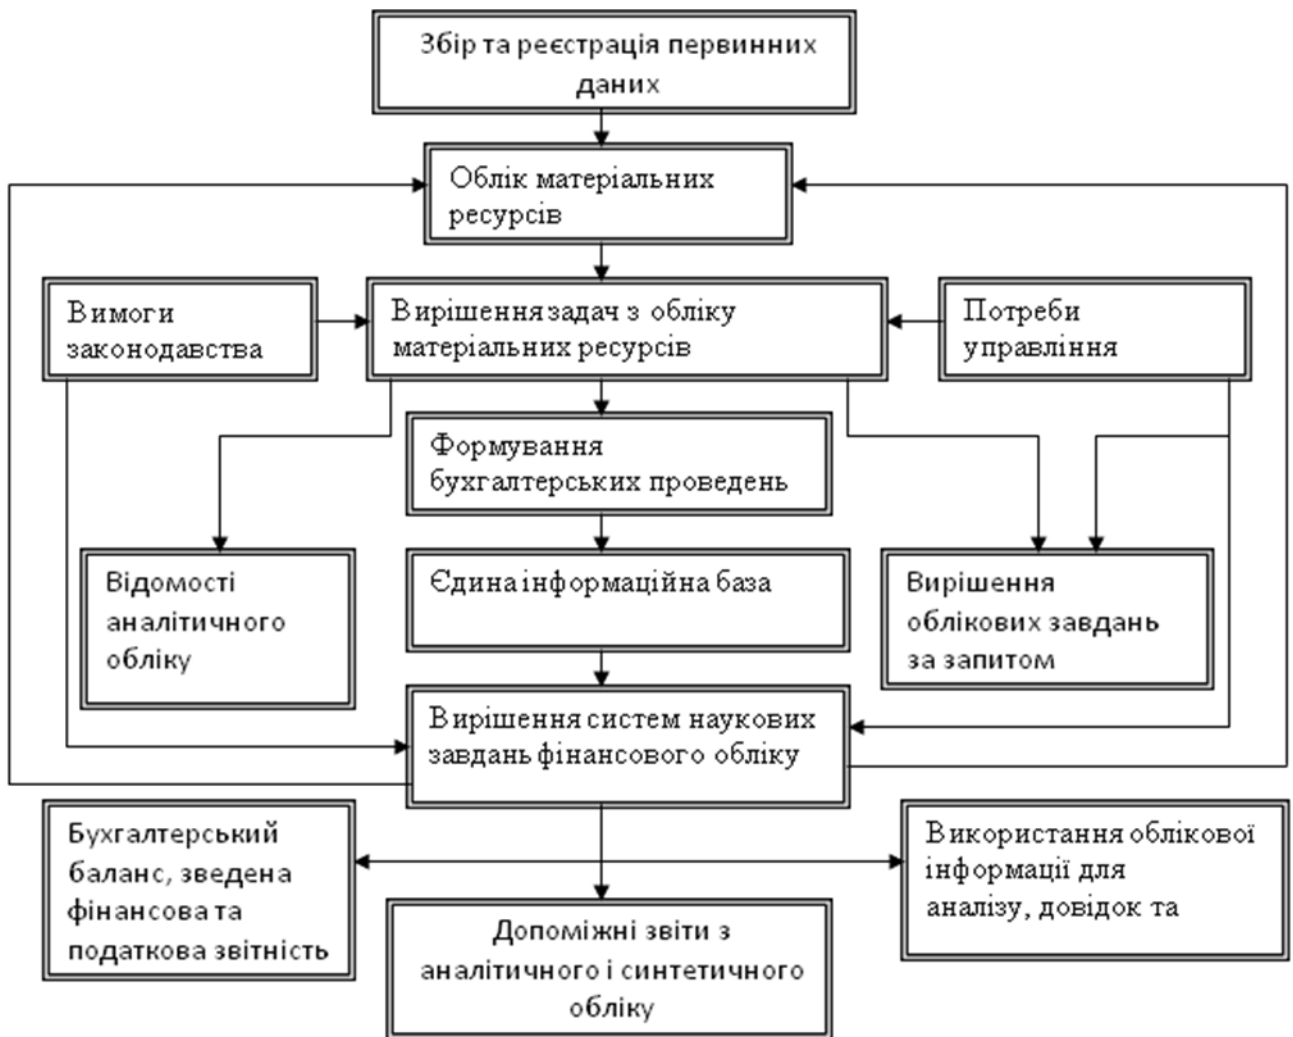 Збір та реєстрація первинних
даних
Облік матеріальних
ресурсів
Вимоги
законодавства
Вирішення задач з обліку
матеріальних ресурсів
Потреби
управління
Формування
бухгалтерських проведень
Відомості
аналітичного
обліку
Єдина інформаційна база
Вирішення
облікових завдань
за запитом
Вирішення систем наукових
завдань фінансового обліку
Бухгалтерський
баланс, зведена
фінансова та
податкова звітність
Допоміжні звіти з
аналітичного і синтетичного
обліку
Використання облікової
інформації для
аналізу, довідок та